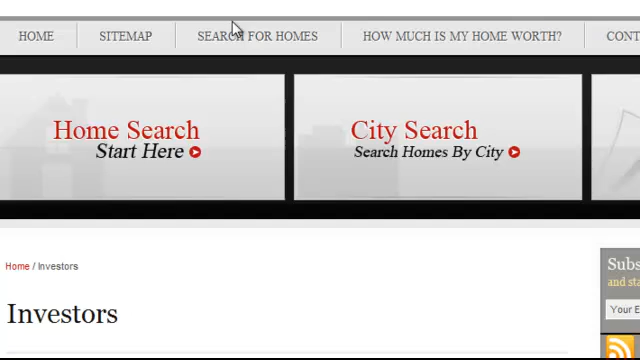 HOME SITEMAP SEARCH FOR HOMES HOW MUCH IS MY HOME WORTH? CONT
Home Search City Search
Start Here Search Homes By City
Home / Investors
Subs
and sta
Investors
Your E